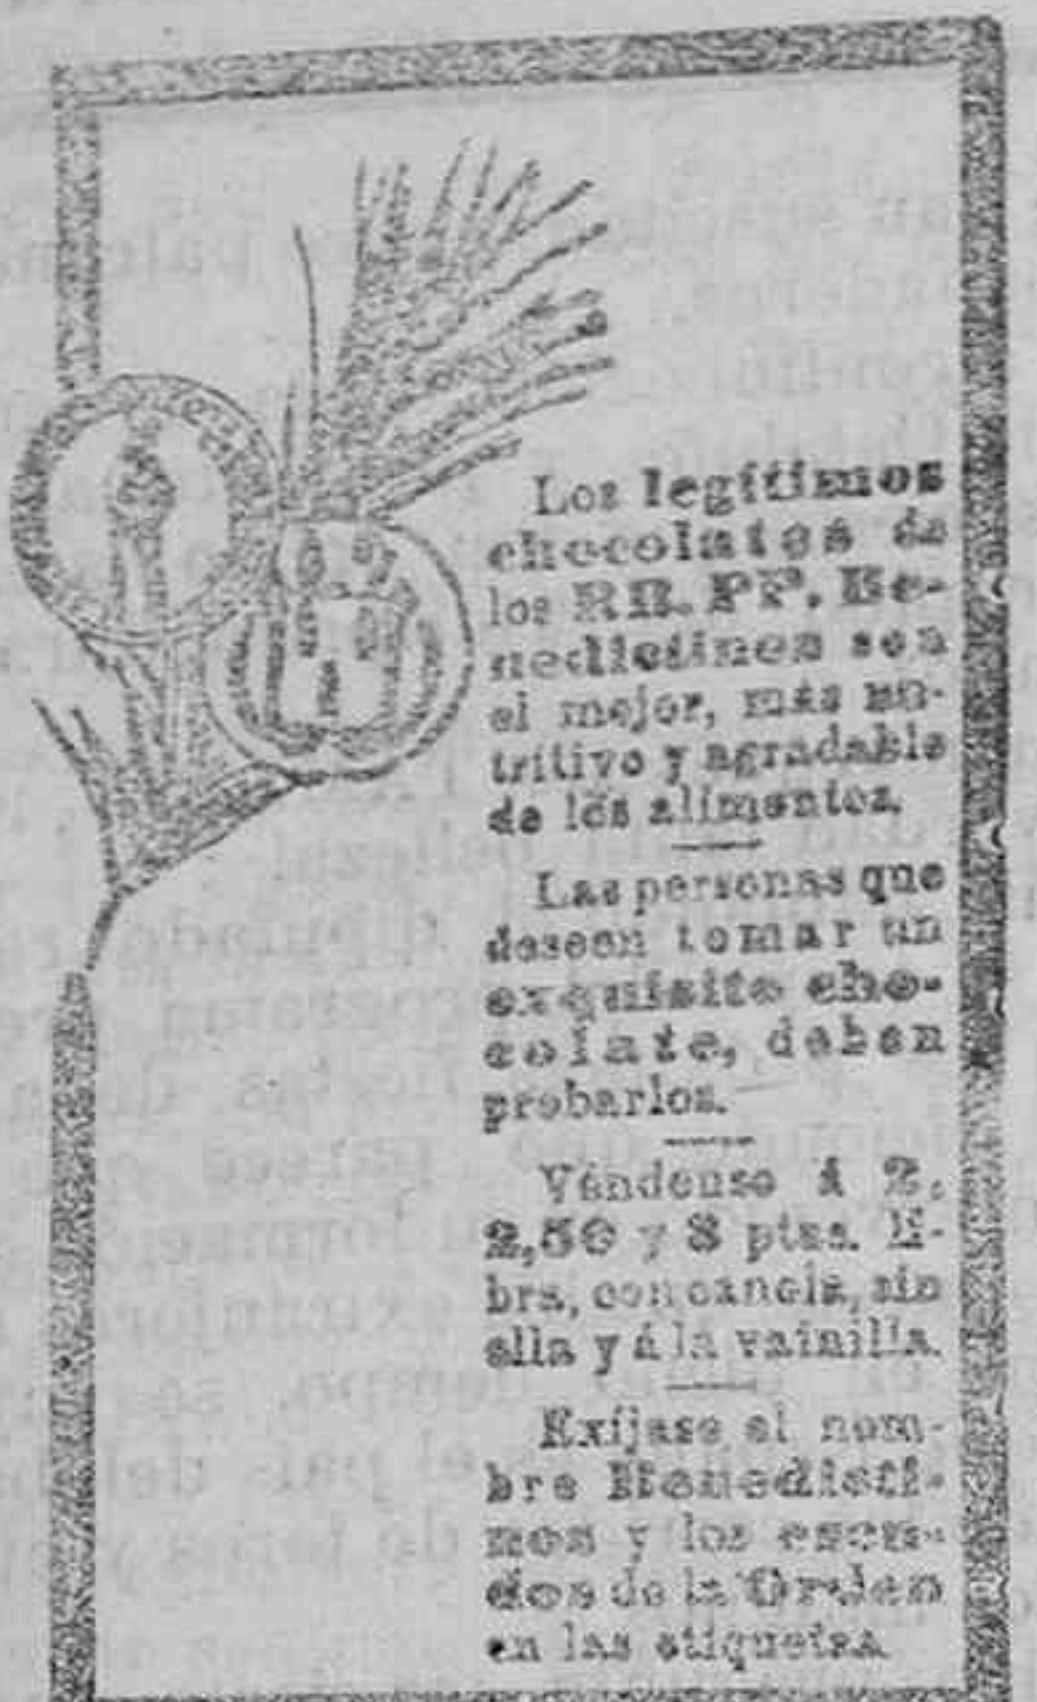 Los legítimos
chocolates de
los RR. PP. Be-
nedictinos son
el mejor, más nu-
tritivo y agradable
de los alimentos.
Las personas que
deseen tomar un
exquisito cho-
colate, deben
probarlos.
Véndense á 2,
2,50 y 3 ptas. li-
bra, con canela, sin
ella y á la vainilla.
Exíjase el nom-
bre Benedicti-
nos y los escu-
dos de la Orden
en las etiquetas.